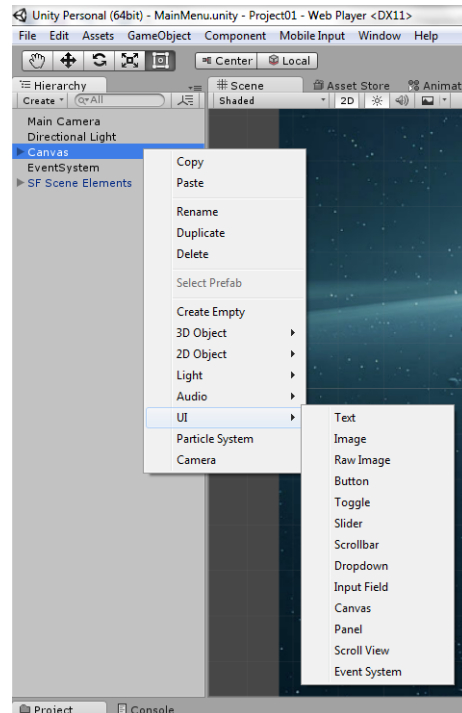 Unity Personal (64bit) - MainMenu.unity - Project01 - Web Player <DX11>
File Edit Assets GameObject Component Mobile Input Window Help
Center Local
Hierarchy
# Scene Asset Store Animat
Create All
Shaded 2D
Main Camera
Directional Light
Canvas
EventSystem
SF Scene Elements
Copy
Paste
Rename
Duplicate
Delete
Select Prefab
Create Empty
3D Object
2D Object
Light
Audio
UI
Particle System
Camera
Text
Image
Raw Image
Button
Toggle
Slider
Scrollbar
Dropdown
Input Field
Canvas
Panel
Scroll View
Event System
Project Console